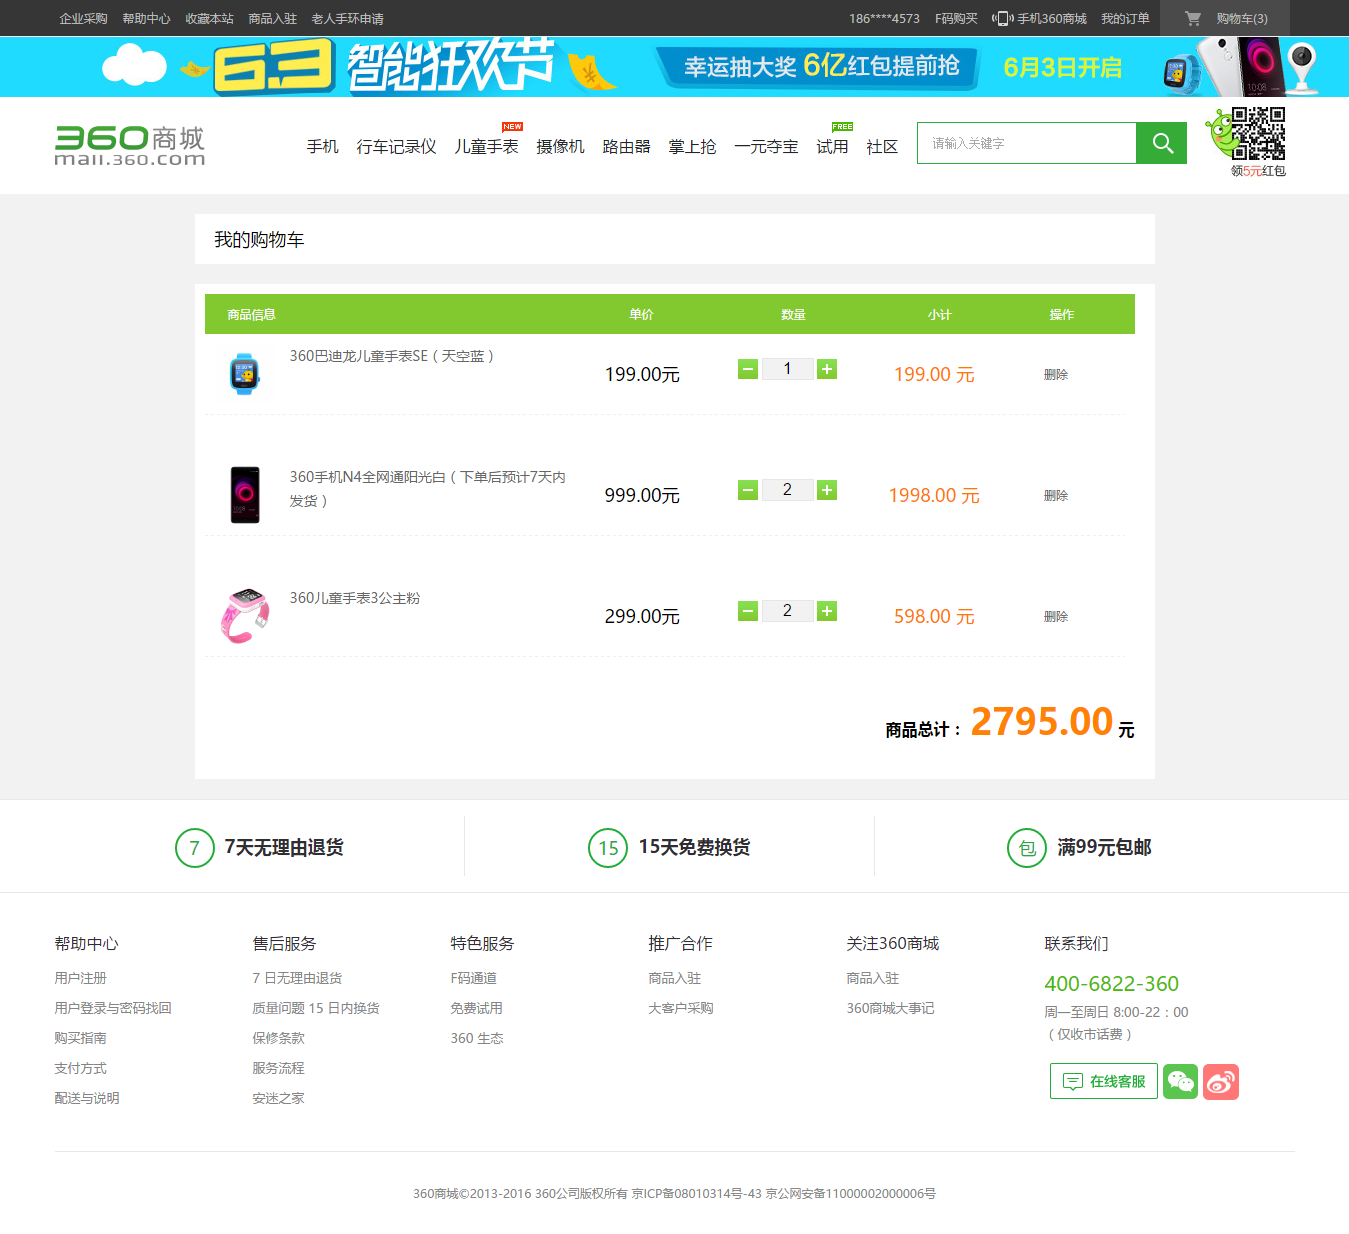 企业采购 帮助中心 收藏本站 商品入驻 老人手环申请 186****4573 F码购买 手机360商城 我的订单 购物车(3)
63 智能狂欢节 幸运抽大奖 6亿红包提前抢 6月3日开启
360商城
mall.360.com
NEW FREE
手机 行车记录仪 儿童手表 摄像机 路由器 掌上抢 一元夺宝 试用 社区 请输入关键字
领5元红包
我的购物车
商品信息 单价 数量 小计 操作
360巴迪龙儿童手表SE（天空蓝）
199.00元 1 199.00 元 删除
360手机N4全网通阳光白（下单后预计7天内
发货）
999.00元 2 1998.00 元 删除
360儿童手表3公主粉
299.00元 2 598.00 元 删除
商品总计： 2795.00 元
7 7天无理由退货 15 15天免费换货 包 满99元包邮
帮助中心 售后服务 特色服务 推广合作 关注360商城 联系我们
用户注册 7 日无理由退货 F码通道 商品入驻 商品入驻 400-6822-360
用户登录与密码找回 质量问题 15 日内换货 免费试用 大客户采购 360商城大事记 周一至周日 8:00-22：00
购买指南 保修条款 360 生态 （仅收市话费）
支付方式 服务流程 在线客服
配送与说明 安迷之家
360商城©2013-2016 360公司版权所有 京ICP备08010314号-43 京公网安备11000002000006号